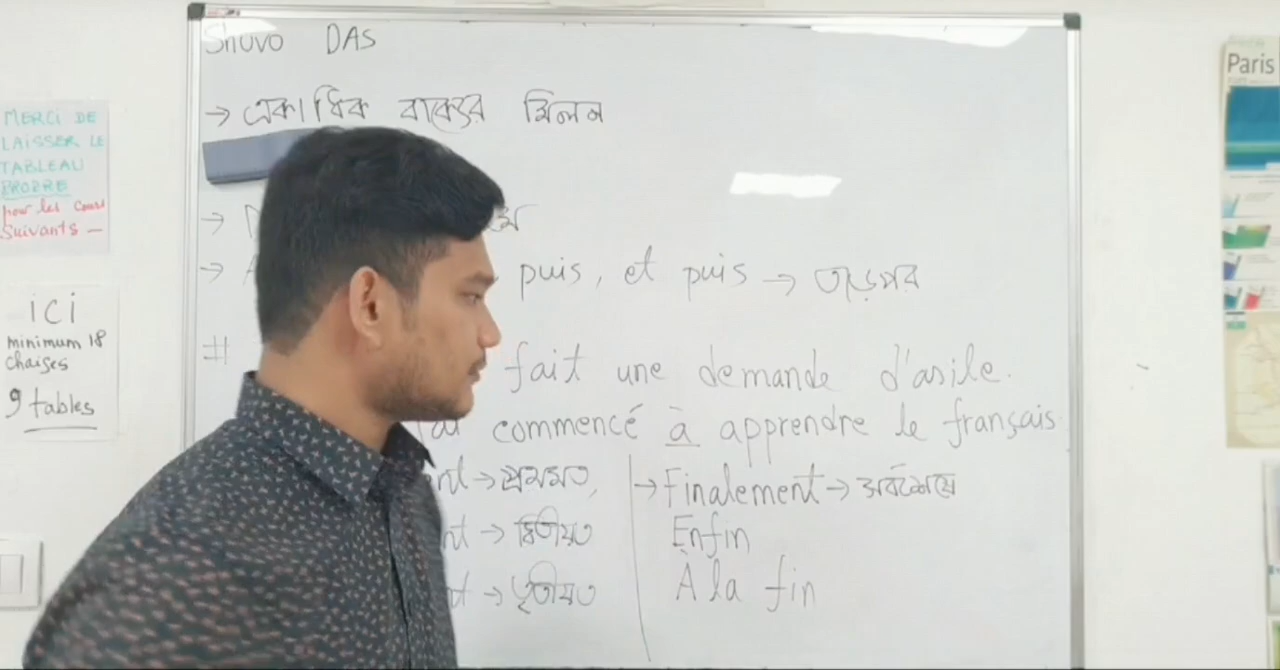 Shuvo DAS
→ একাধিক বাক্যের মিলন
→
→ puis, et puis → তারপর
# fait une demande d'asile.
commencé à apprendre le français
→ প্রথমত,
→ দ্বিতীয়ত
→ তৃতীয়ত
→ Finalement → অবশেষে
Enfin
À la fin
MERCI DE
LAISSER LE
TABLEAU
PROPRE
pour les cours
suivants —
ici
minimum 18
chaises
9 tables
Paris